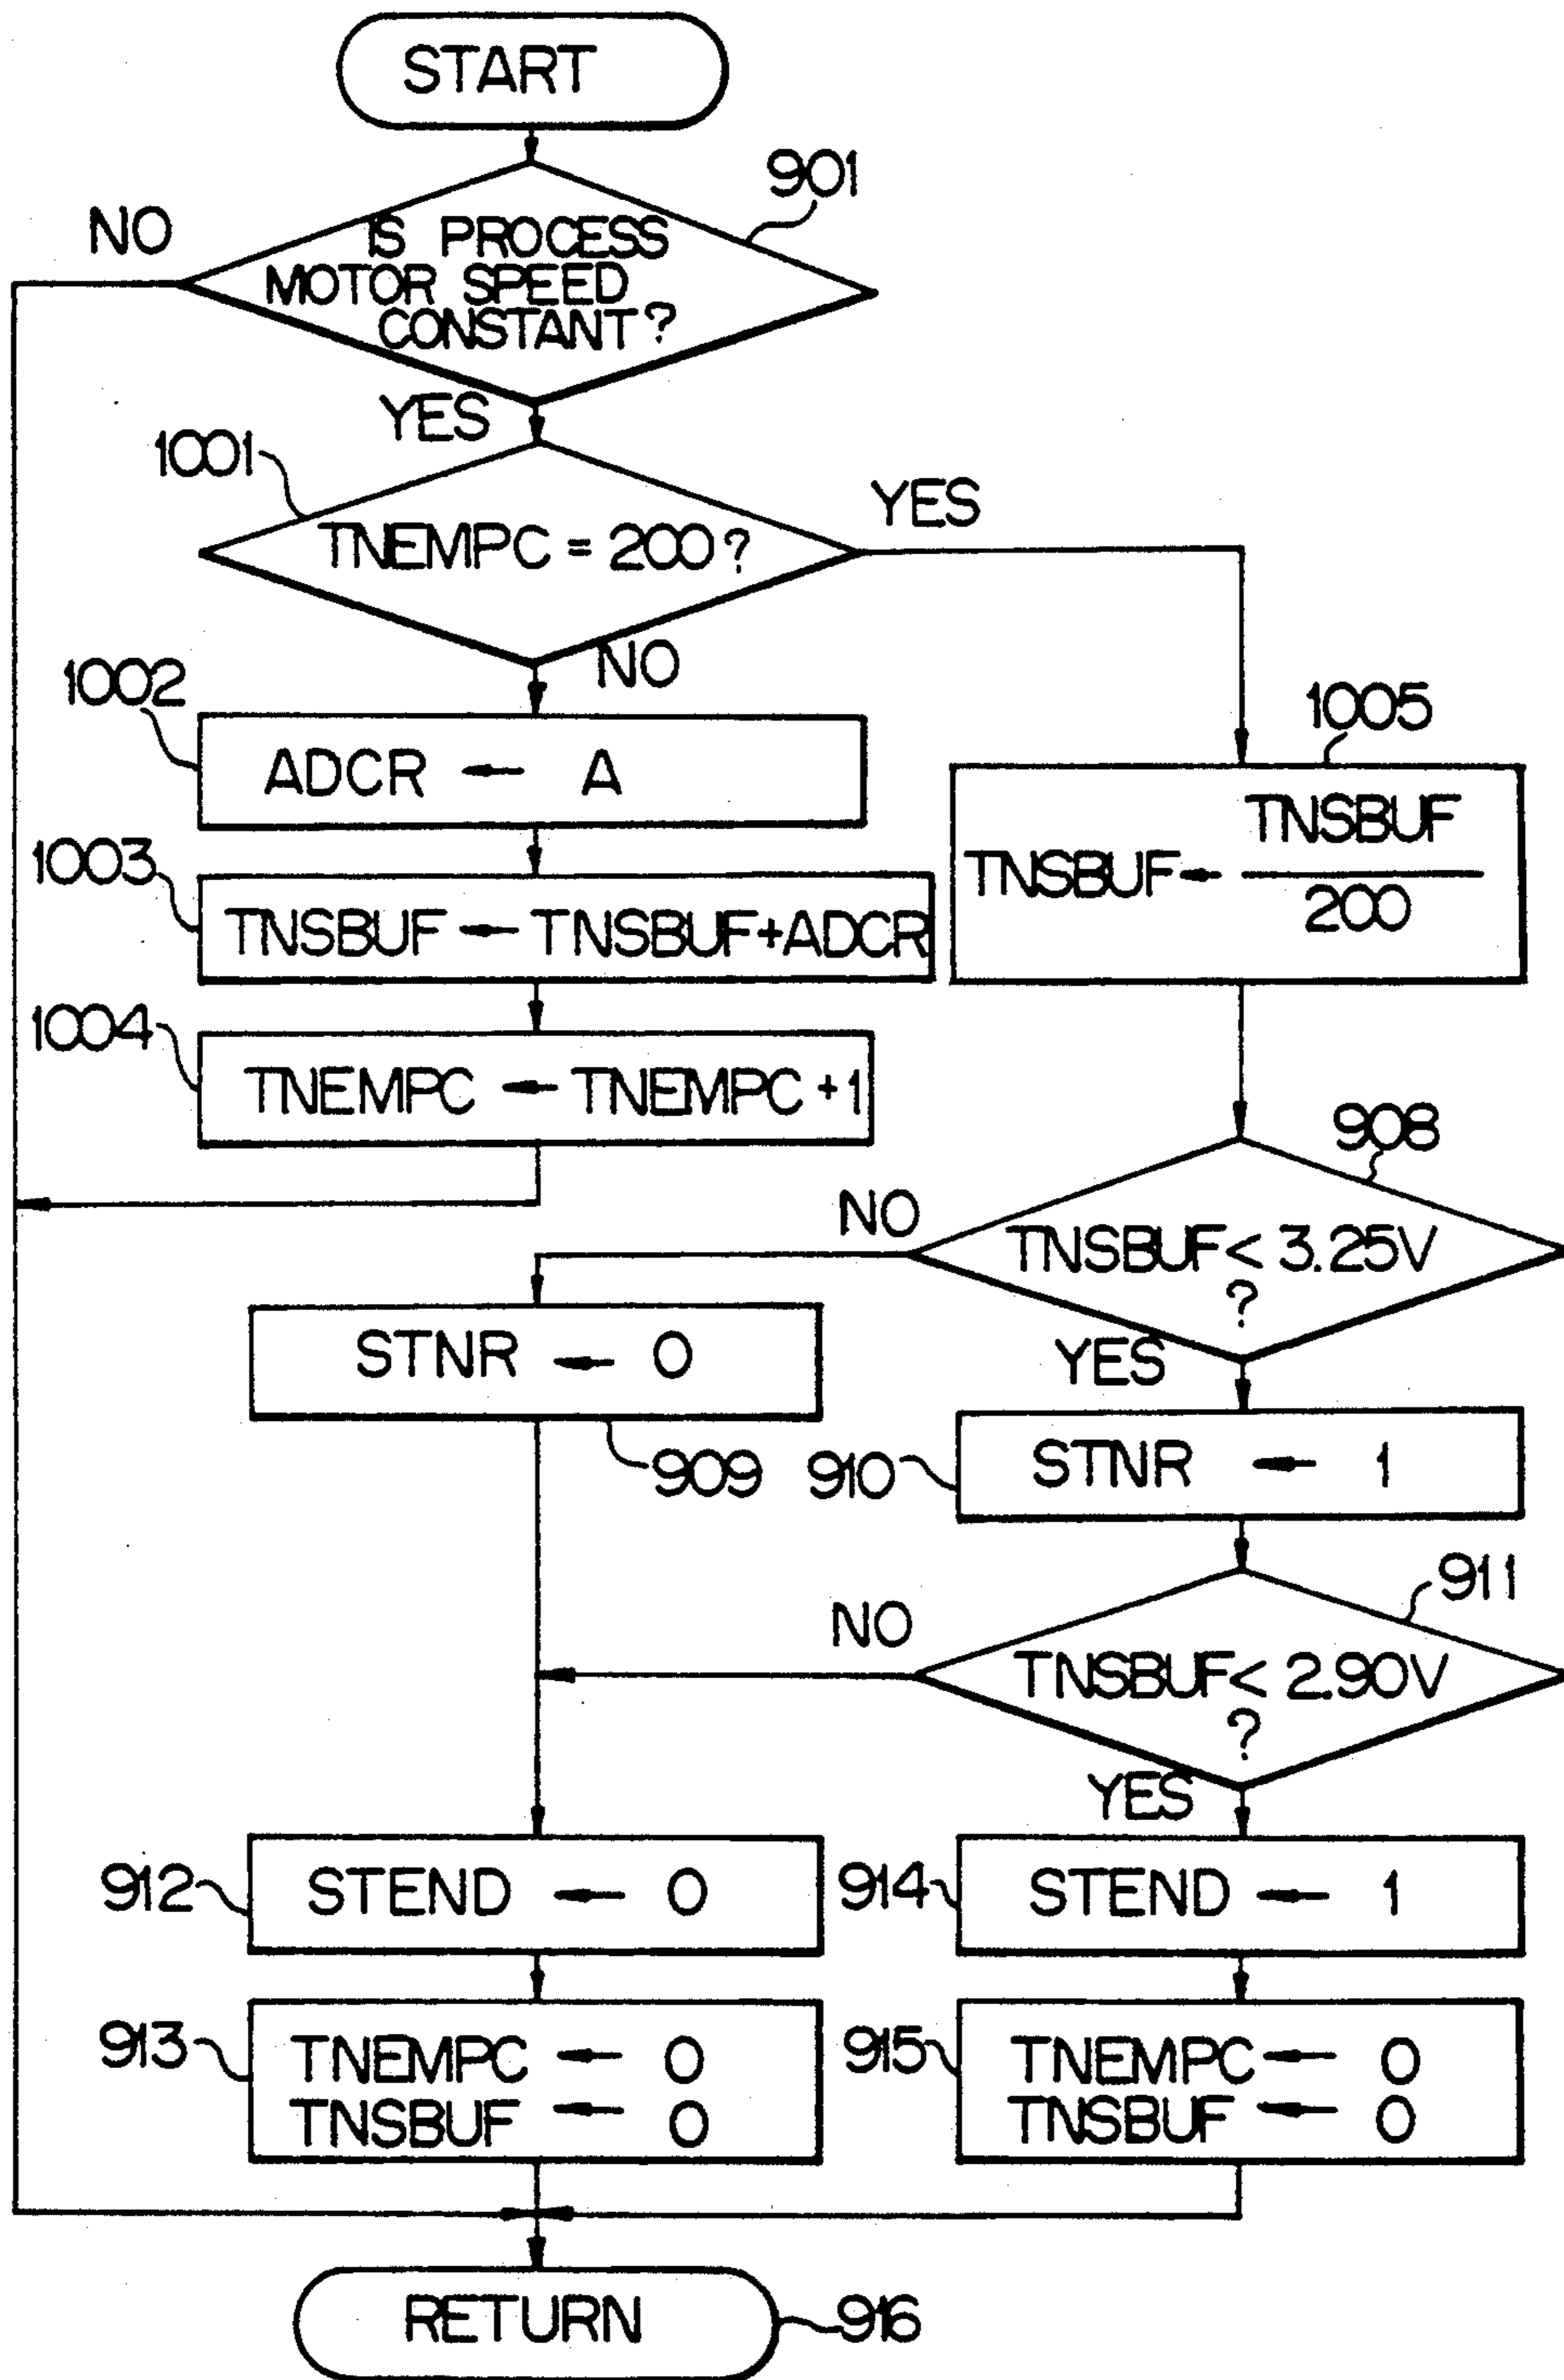 START
901
NO
IS PROCESS
MOTOR SPEED
CONSTANT?
YES
1001
TNEMPC = 200?
YES
NO
1002
ADCR ← A
1003
TNSBUF ← TNSBUF+ADCR
1004
TNEMPC ← TNEMPC +1
1005
TNSBUF ← TNSBUF
200
908
NO
TNSBUF < 3.25V
?
YES
STNR ← 0
909
910
STNR ← 1
911
NO
TNSBUF < 2.90V
?
YES
912
STEND ← 0
914
STEND ← 1
913
TNEMPC ← 0
TNSBUF ← 0
915
TNEMPC ← 0
TNSBUF ← 0
RETURN
916